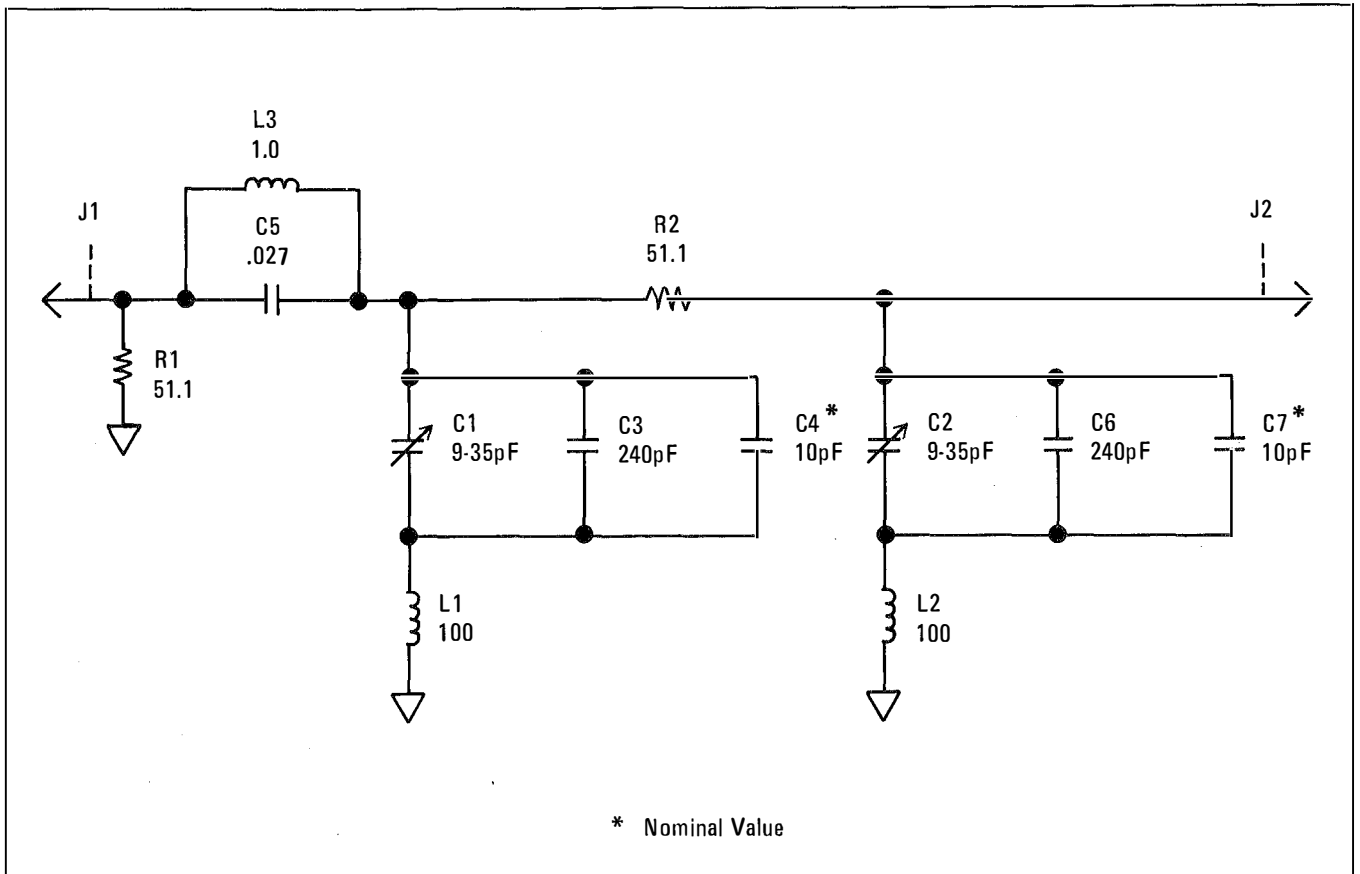 L3
1.0
J1
C5
.027
R2
51.1
J2
R1
51.1
C1
9-35pF
C3
240pF
C4*
10pF
C2
9-35pF
C6
240pF
C7*
10pF
L1
100
L2
100
* Nominal Value